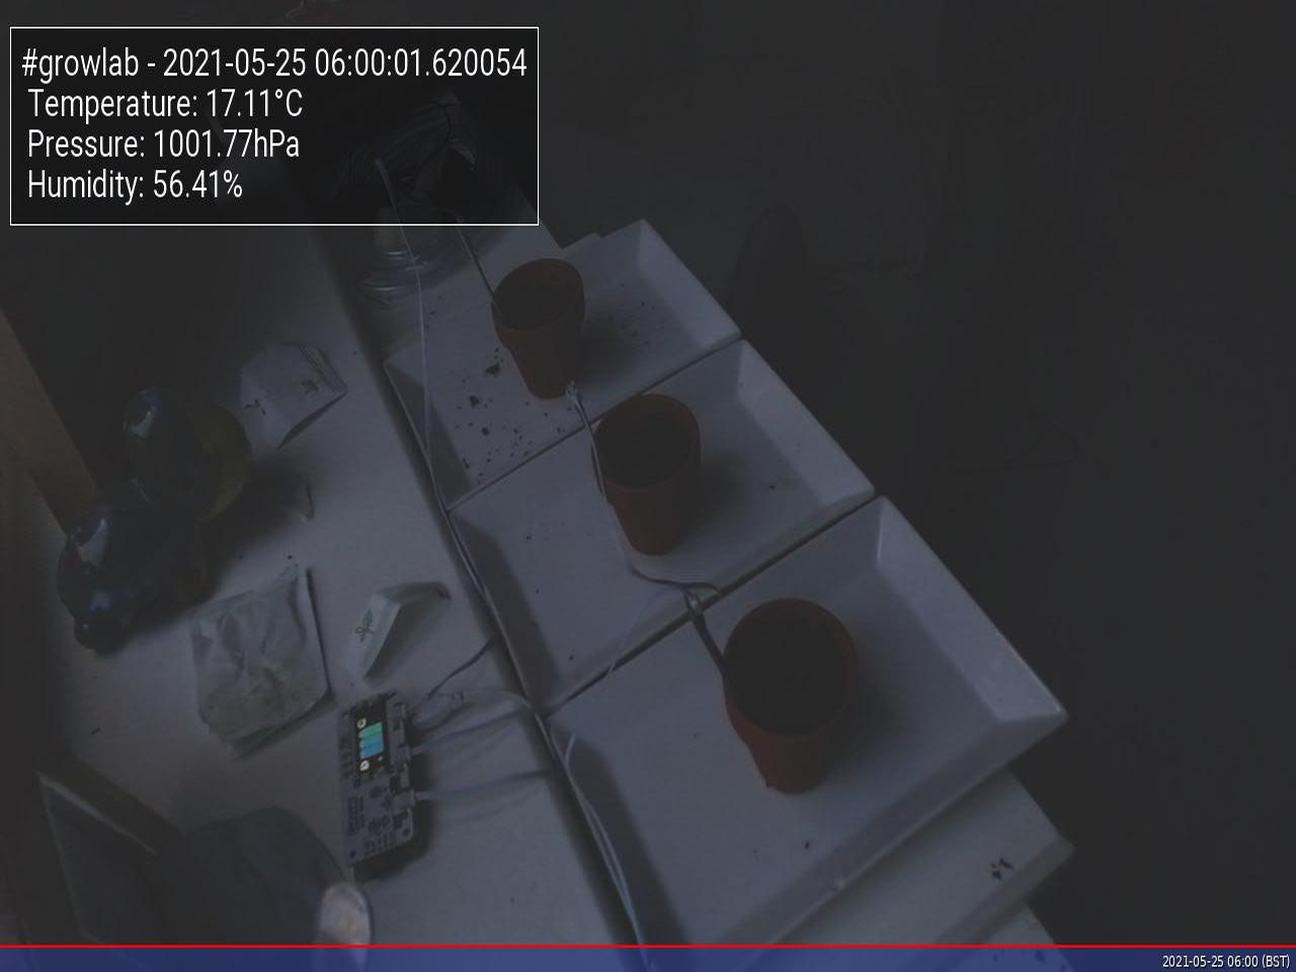 #growlab - 2021-05-25 06:00:01.620054
Temperature: 17.11°C
Pressure: 1001.77hPa
Humidity: 56.41%
2021-05-25 06:00 (BST)